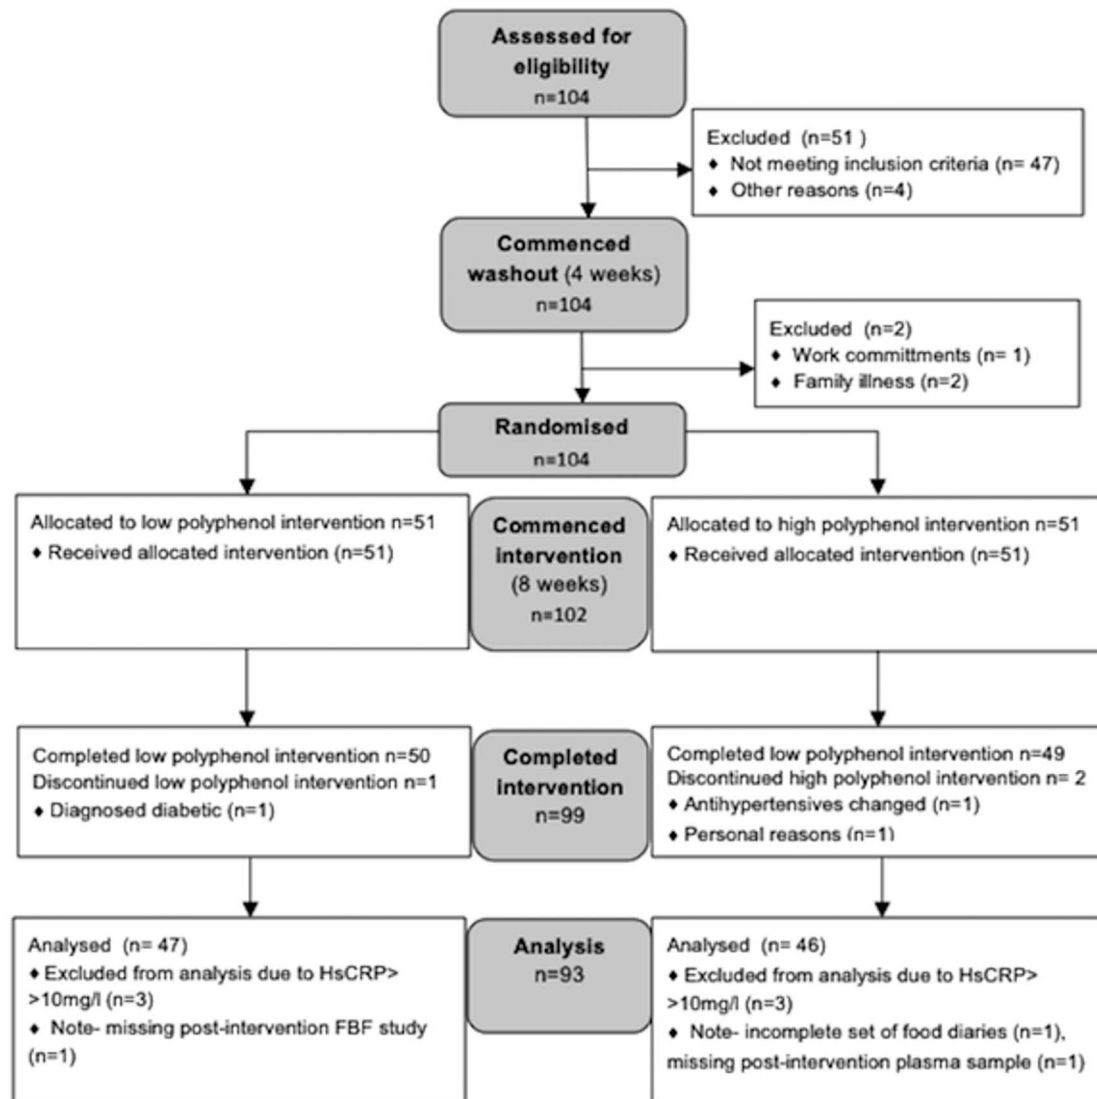 Assessed for
eligibility
n=104
Excluded (n=51 )
♦ Not meeting inclusion criteria (n= 47)
♦ Other reasons (n=4)
Commenced
washout (4 weeks)
n=104
Excluded (n=2)
♦ Work committments (n= 1)
♦ Family illness (n=2)
Randomised
n=104
Allocated to low polyphenol intervention n=51
♦ Received allocated intervention (n=51)
Commenced
intervention
(8 weeks)
n=102
Allocated to high polyphenol intervention n=51
♦ Received allocated intervention (n=51)
Completed low polyphenol intervention n=50
Discontinued low polyphenol intervention n=1
♦ Diagnosed diabetic (n=1)
Completed
intervention
n=99
Completed low polyphenol intervention n=49
Discontinued high polyphenol intervention n= 2
♦ Antihypertensives changed (n=1)
♦ Personal reasons (n=1)
Analysed (n= 47)
♦ Excluded from analysis due to HsCRP>
>10mg/l (n=3)
♦ Note- missing post-intervention FBF study
(n=1)
Analysis
n=93
Analysed (n= 46)
♦ Excluded from analysis due to HsCRP>
>10mg/l (n=3)
♦ Note- incomplete set of food diaries (n=1),
missing post-intervention plasma sample (n=1)